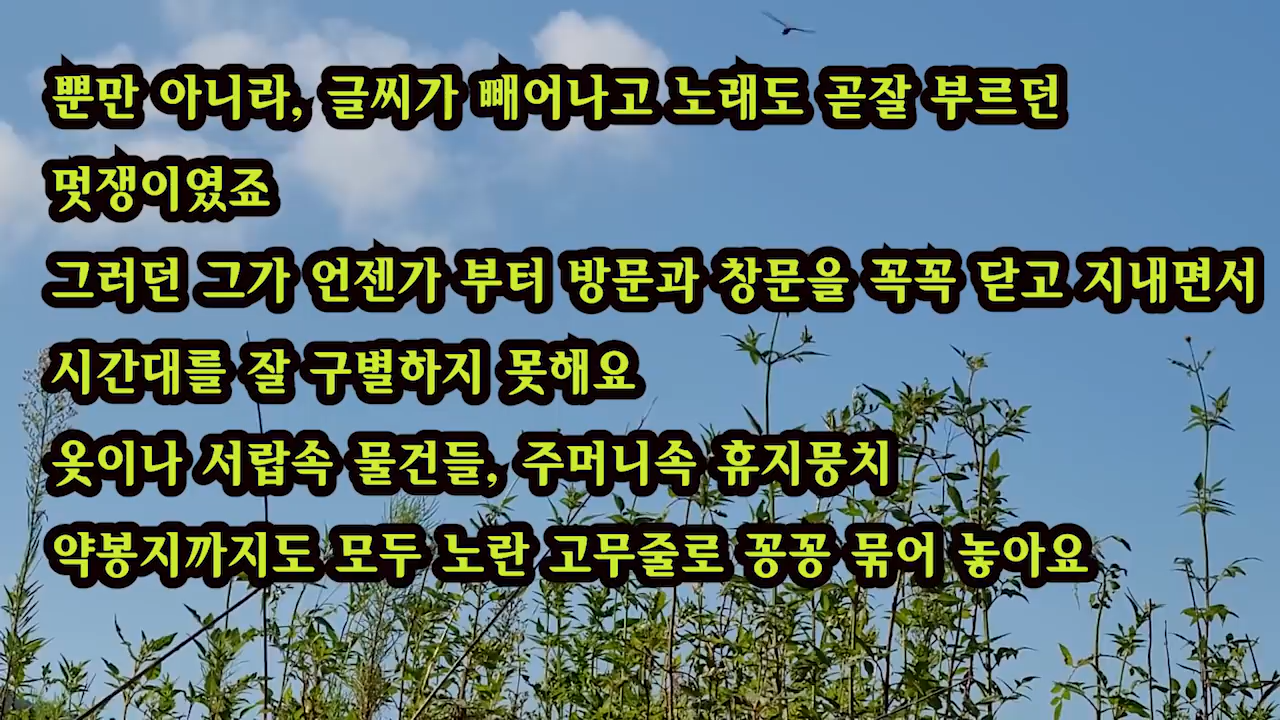 뿐만 아니라, 글씨가 빼어나고 노래도 곧잘 부르던
멋쟁이였죠
그러던 그가 언젠가 부터 방문과 창문을 꼭꼭 닫고 지내면서
시간대를 잘 구별하지 못해요
옷이나 서랍속 물건들, 주머니속 휴지뭉치
약봉지까지도 모두 노란 고무줄로 꽁꽁 묶어 놓아요